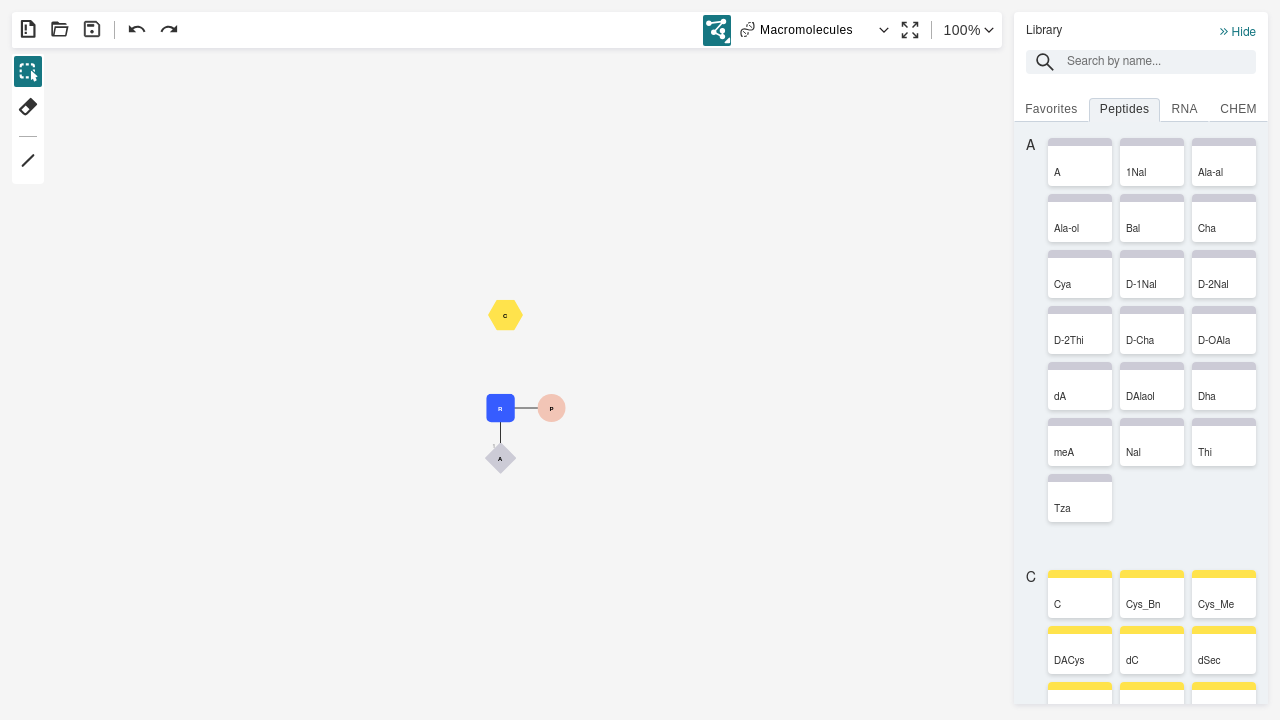 Macromolecules
100%
Library
Hide
Search by name...
Favorites
Peptides
RNA
CHEM
A
A
1Nal
Ala-al
Ala-ol
Bal
Cha
Cya
D-1Nal
D-2Nal
D-2Thi
D-Cha
D-OAla
dA
DAlaol
Dha
meA
Nal
Thi
Tza
C
C
Cys_Bn
Cys_Me
DACys
dC
dSec
C
R
P
A